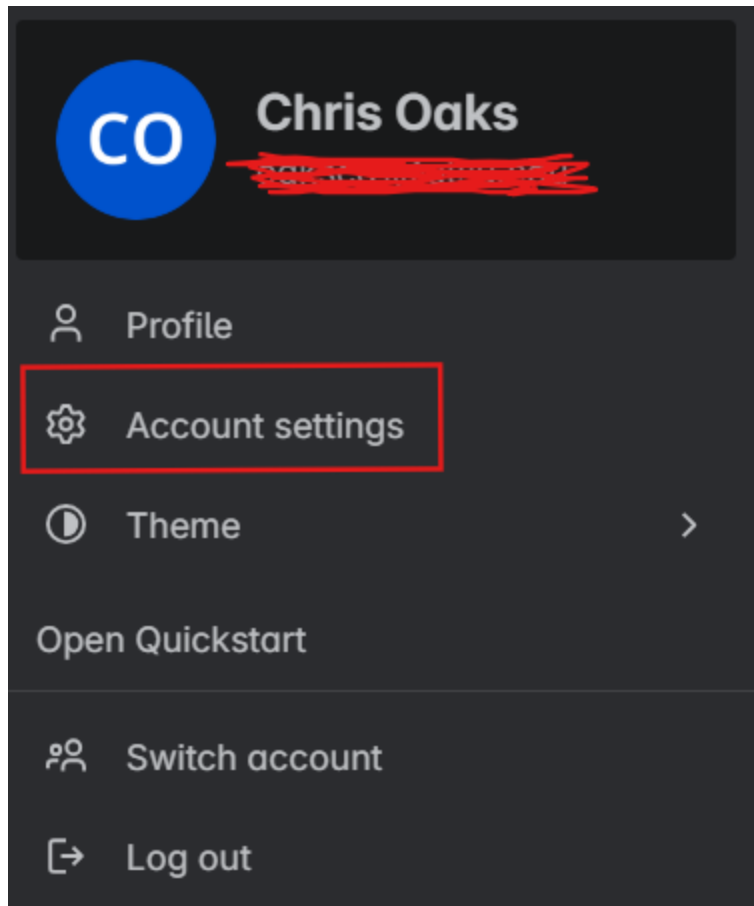 CO
Chris Oaks
Profile
Account settings
Theme
Open Quickstart
Switch account
Log out